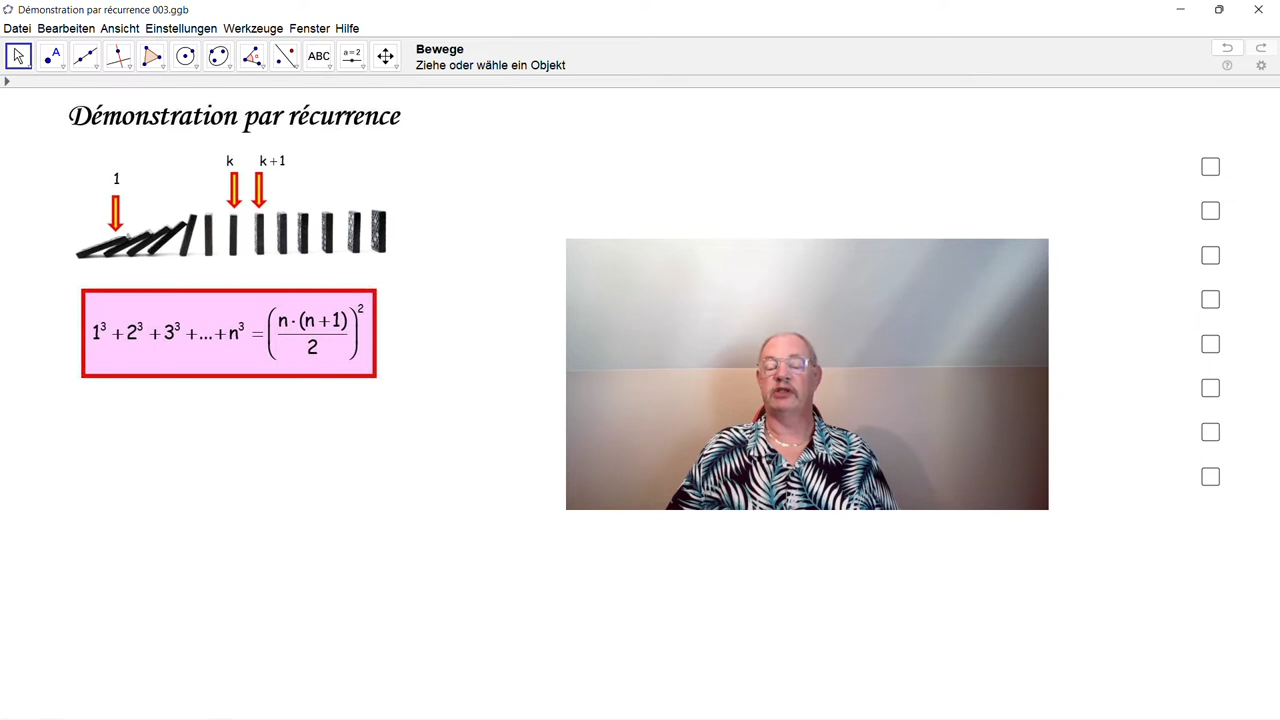 Démonstration par récurrence 003.ggb
Datei Bearbeiten Ansicht Einstellungen Werkzeuge Fenster Hilfe
A
ABC
a=2
Bewege
Ziehe oder wähle ein Objekt
Démonstration par récurrence
1 k k+1
1³ + 2³ + 3³ + ... + n³ = (n·(n+1)/2)²